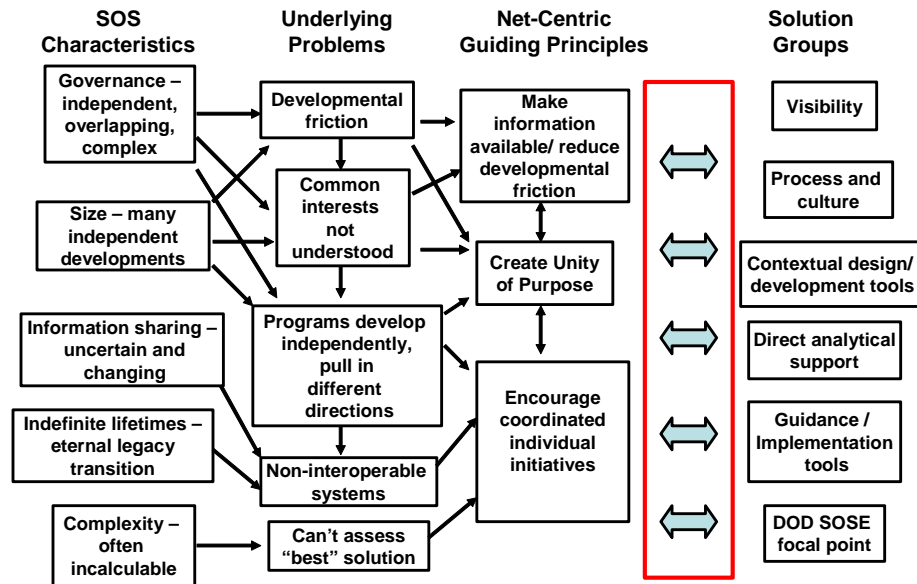 SOS
Characteristics
Underlying
Problems
Net-Centric
Guiding Principles
Solution
Groups
Governance –
independent,
overlapping,
complex
Size – many
independent
developments
Information sharing –
uncertain and
changing
Indefinite lifetimes –
eternal legacy
transition
Complexity –
often
incalculable
Developmental
friction
Common
interests
not
understood
Programs develop
independently,
pull in
different
directions
Non-interoperable
systems
Can't assess
“best” solution
Make
information
available/ reduce
developmental
friction
Create Unity
of Purpose
Encourage
coordinated
individual
initiatives
Visibility
Process and
culture
Contextual design/
development tools
Direct analytical
support
Guidance /
Implementation
tools
DOD SOSE
focal point